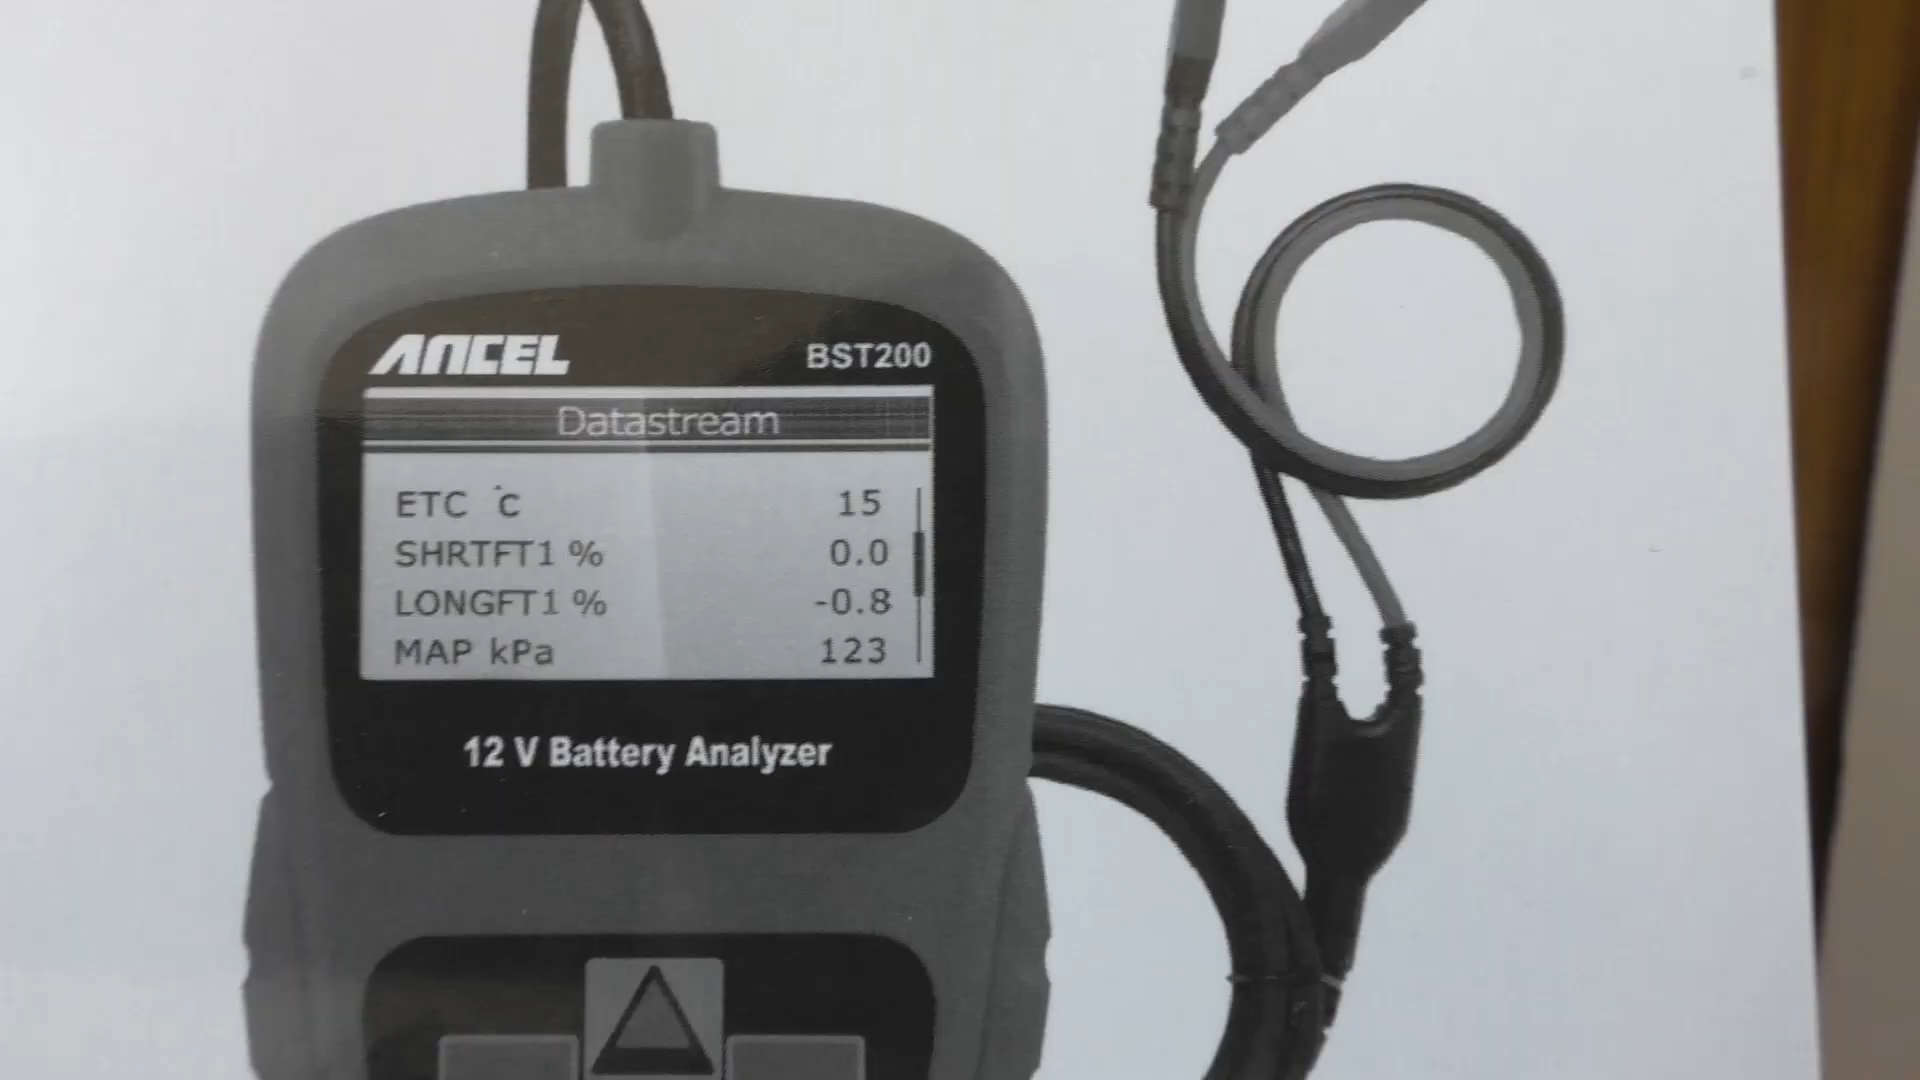 ANCEL BST200
Datastream
ETC °c 15
SHRTFT1 % 0.0
LONGFT1 % -0.8
MAP kPa 123
12 V Battery Analyzer